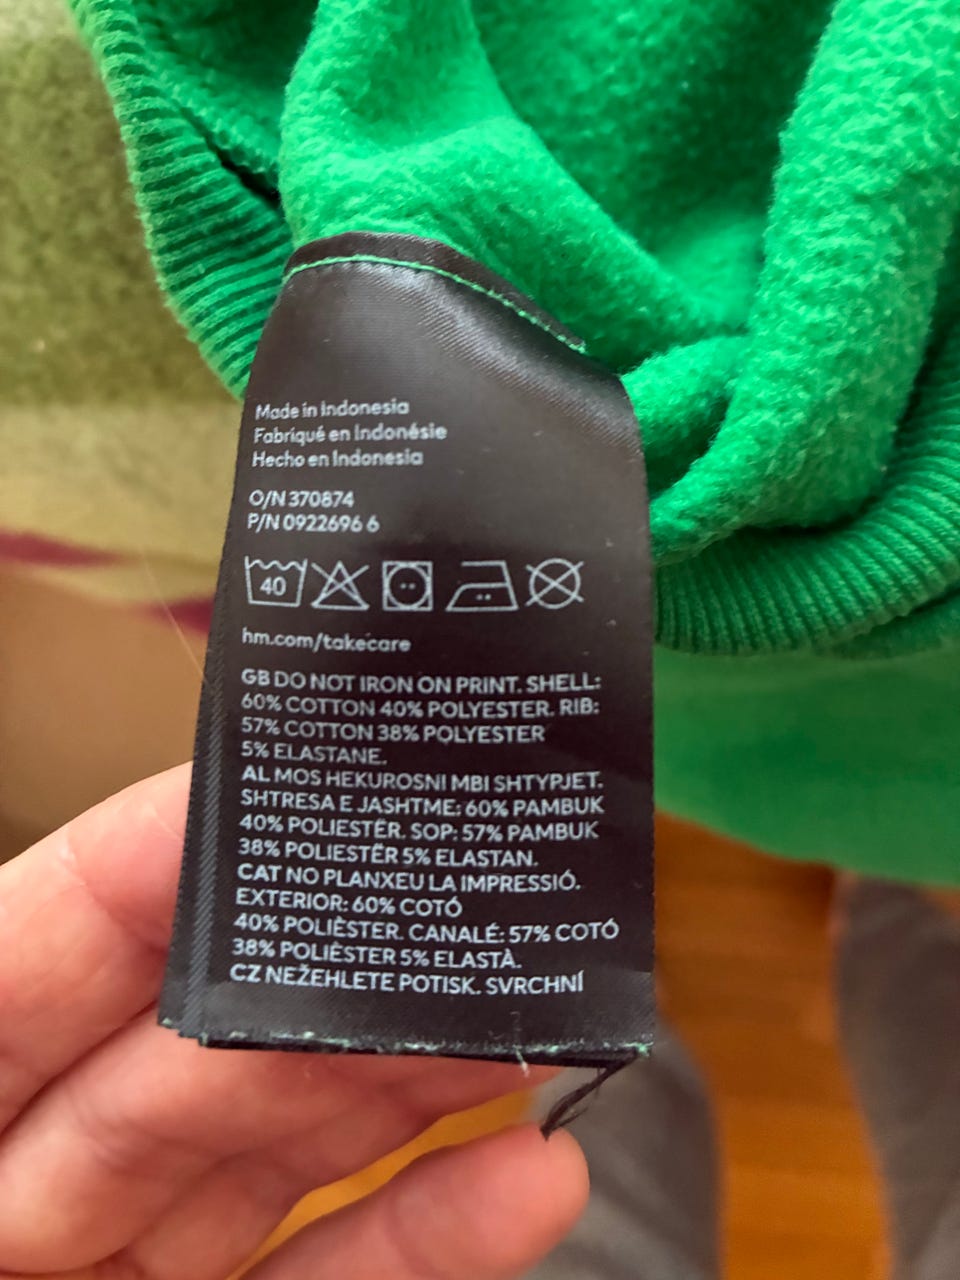 Made in Indonesia
Fabriqué en Indonésie
Hecho en Indonesia
O/N 370874
P/N 0922696 6
40
hm.com/takecare
GB DO NOT IRON ON PRINT. SHELL:
60% COTTON 40% POLYESTER. RIB:
57% COTTON 38% POLYESTER
5% ELASTANE.
AL MOS HEKUROSNI MBI SHTYPJET.
SHTRESA E JASHTME: 60% PAMBUK
40% POLIESTËR. SOP: 57% PAMBUK
38% POLIESTËR 5% ELASTAN.
CAT NO PLANXEU LA IMPRESSIÓ.
EXTERIOR: 60% COTÓ
40% POLIÈSTER. CANALÉ: 57% COTÓ
38% POLIÈSTER 5% ELASTÀ.
CZ NEŽEHLETE POTISK. SVRCHNÍ